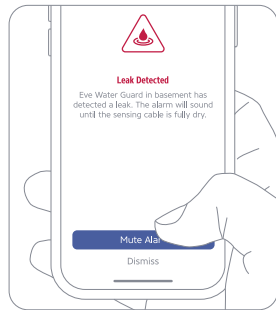 Leak Detected
Eve Water Guard in basement has
detected a leak. The alarm will sound
until the sensing cable is fully dry.
Mute
Dismiss